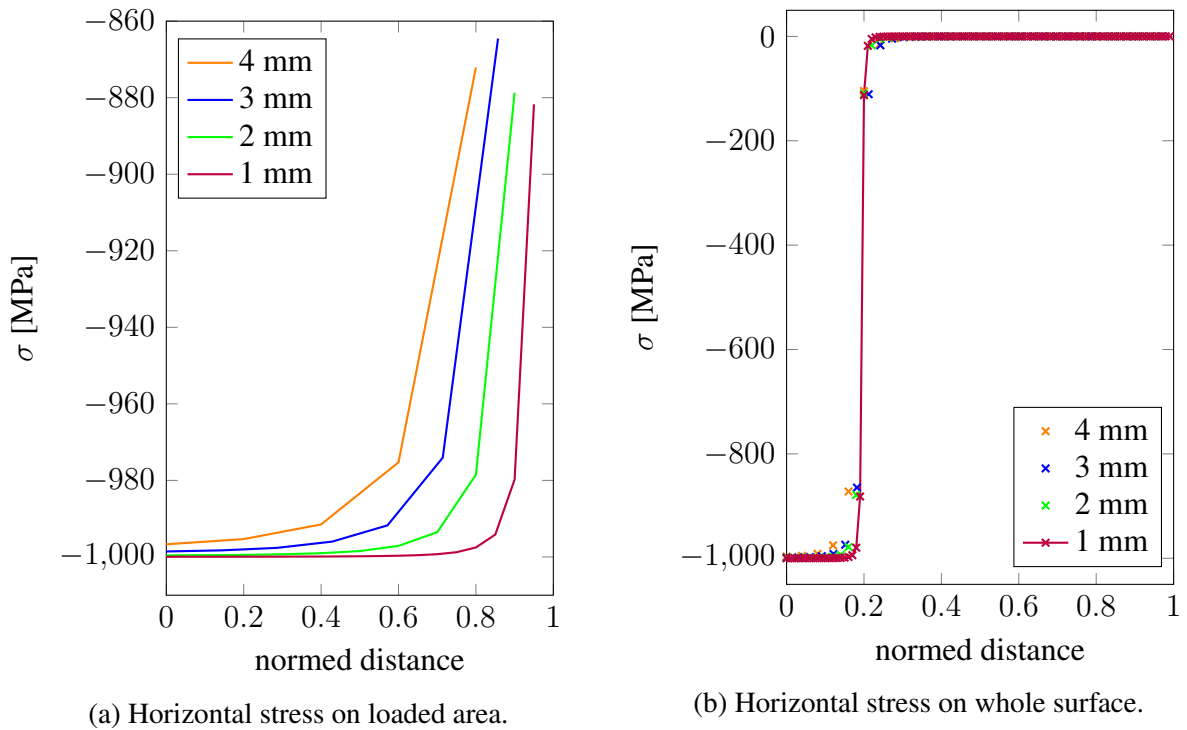 −860
−880
−900
−920
−940
−960
−980
−1,000
σ [MPa]
4 mm
3 mm
2 mm
1 mm
0
0.2
0.4
0.6
0.8
1
normed distance
(a) Horizontal stress on loaded area.
0
−200
−400
−600
−800
−1,000
σ [MPa]
4 mm
3 mm
2 mm
1 mm
0
0.2
0.4
0.6
0.8
1
normed distance
(b) Horizontal stress on whole surface.